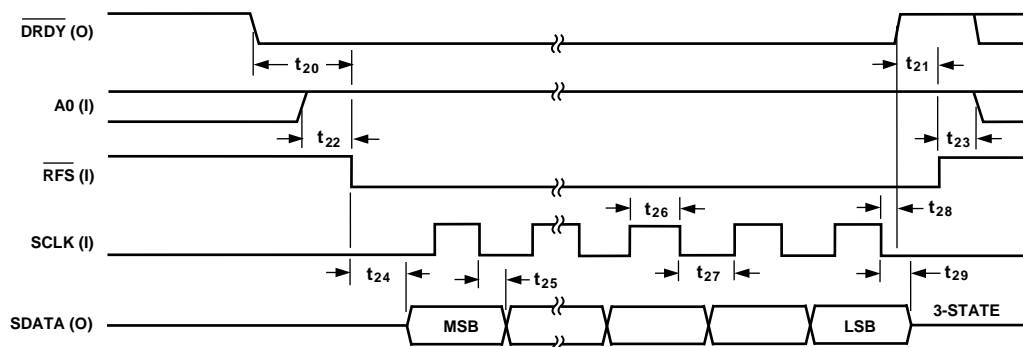 DRDY (O)
t20
t21
A0 (I)
t22
t23
RFS (I)
t26
t28
SCLK (I)
t24
t25
t27
t29
3-STATE
SDATA (O)
MSB
LSB